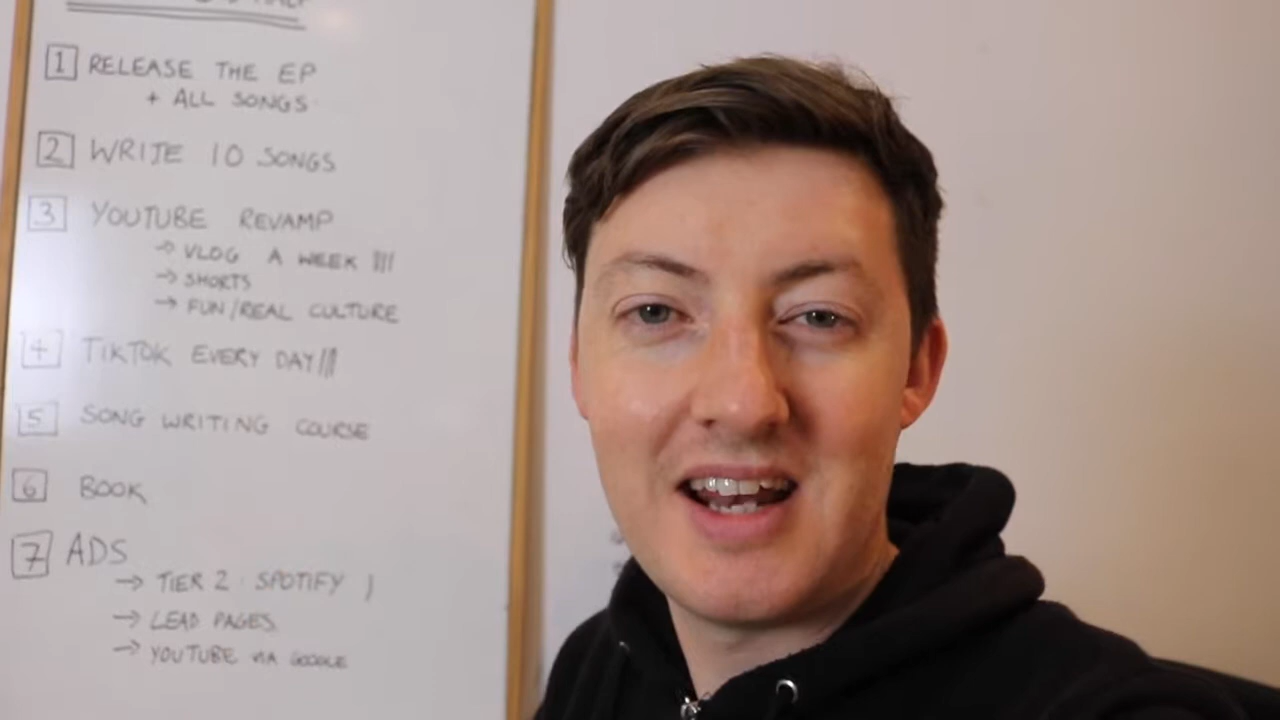 1 RELEASE THE EP
+ ALL SONGS
2 WRITE 10 SONGS
3 YOUTUBE REVAMP
→ VLOG A WEEK !!!
→ SHORTS
→ FUN/REAL CULTURE
4 TIKTOK EVERY DAY!!!
5 SONG WRITING COURSE
6 BOOK
7 ADS
→ TIER 2 SPOTIFY
→ LEAD PAGES
→ YOUTUBE VIA GOOGLE